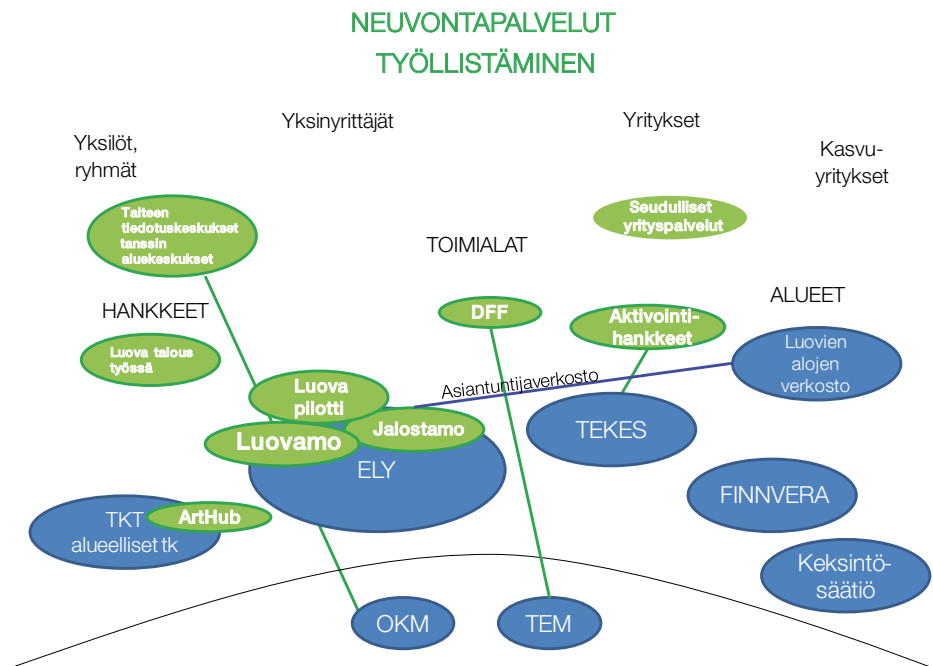 NEUVONTAPALVELUT
TYÖLLISTÄMINEN
Yksilöt,
ryhmät
Yksinyrittäjät
Yritykset
Kasvu-
yritykset
Taiteen
tiedotuskeskukset
tanssin
aluekeskukset
Seudulliset
yrityspalvelut
TOIMIALAT
HANKKEET
ALUEET
DFF
Aktivointi-
hankkeet
Luova talous
työssä
Luovien
alojen
verkosto
Luova
pilotti
Asiantuntijaverkosto
Jalostamo
Luovamo
TEKES
ELY
FINNVERA
TKT
alueelliset tk
ArtHub
Keksintö-
säätiö
OKM
TEM